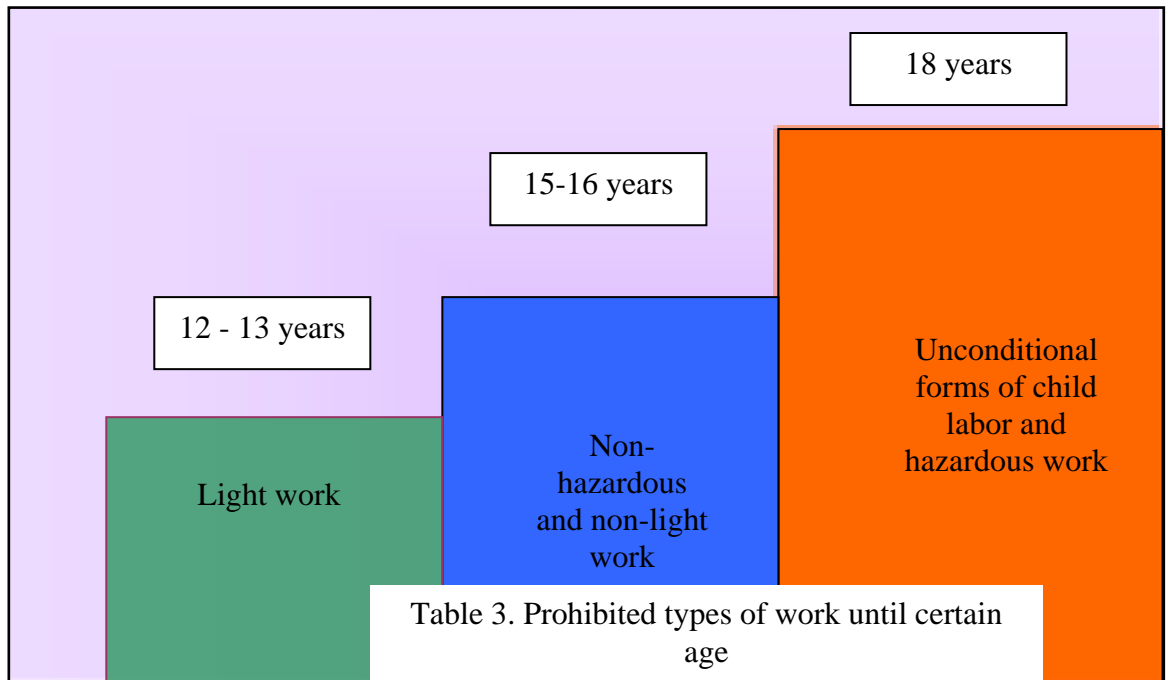 18 years
15-16 years
12 - 13 years
Unconditional
forms of child
labor and
hazardous work
Non-
hazardous
and non-light
work
Light work
Table 3. Prohibited types of work until certain
age